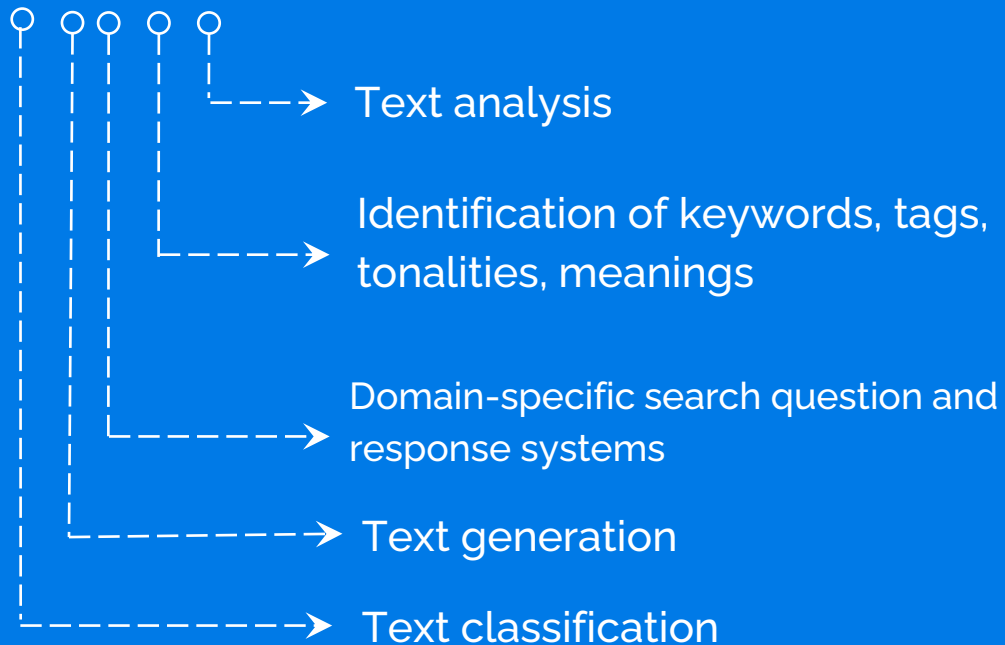 Text analysis
Identification of keywords, tags,
tonalities, meanings
Domain-specific search question and
response systems
Text generation
Text classification